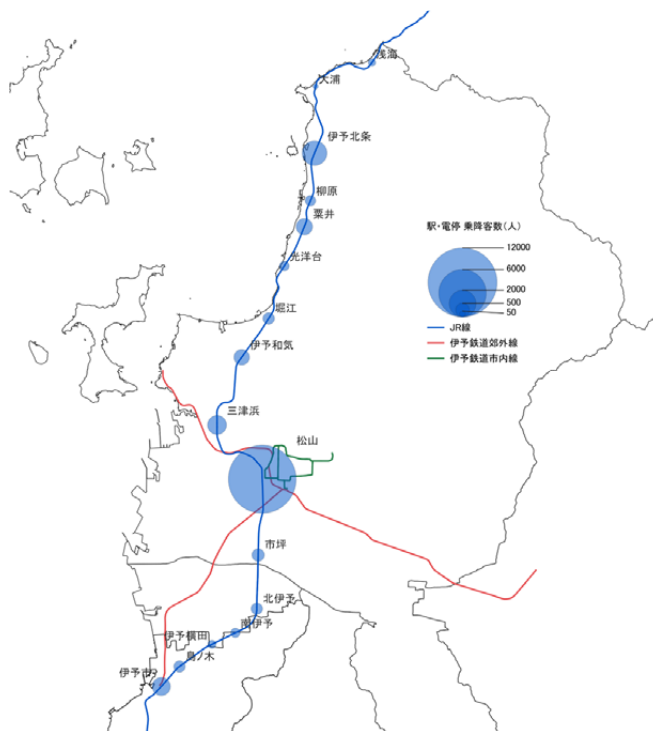 浅海
大浦
伊予北条
柳原
粟井
駅・電停 乗降客数(人)
12000
6000
2000
500
50
光洋台
JR線
伊予鉄道郊外線
伊予鉄道市内線
堀江
伊予和気
三津浜
松山
市坪
北伊予
南伊予
伊予横田
鳥ノ木
伊予市